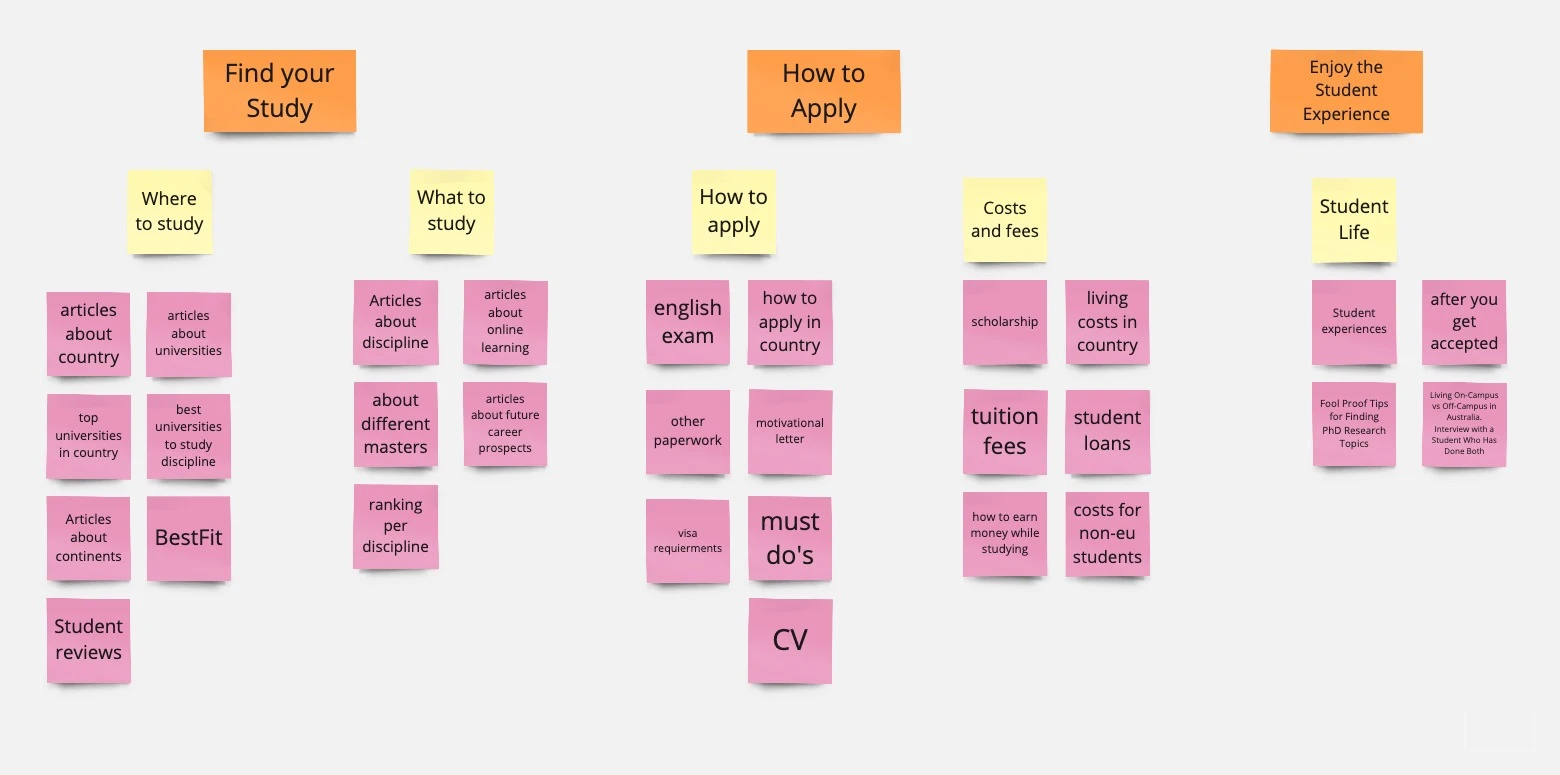 Find your
Study
How to
Apply
Enjoy the
Student
Experience
Where
to study
What to
study
How to
apply
Costs
and fees
Student
Life
articles
about
country
articles
about
universities
top
universities
in country
best
universities
to study
discipline
Articles
about
continents
BestFit
Student
reviews
Articles
about
discipline
articles
about
online
learning
about
different
masters
articles
about future
career
prospects
ranking
per
discipline
english
exam
how to
apply in
country
other
paperwork
motivational
letter
visa
requierments
must
do's
CV
scholarship
living
costs in
country
tuition
fees
student
loans
how to earn
money while
studying
costs for
non-eu
students
Student
experiences
after you
get
accepted
Fool Proof Tips
for Finding
PhD Research
Topics
Living On-Campus
vs Off-Campus in
Australia.
Interview with a
Student Who Has
Done Both